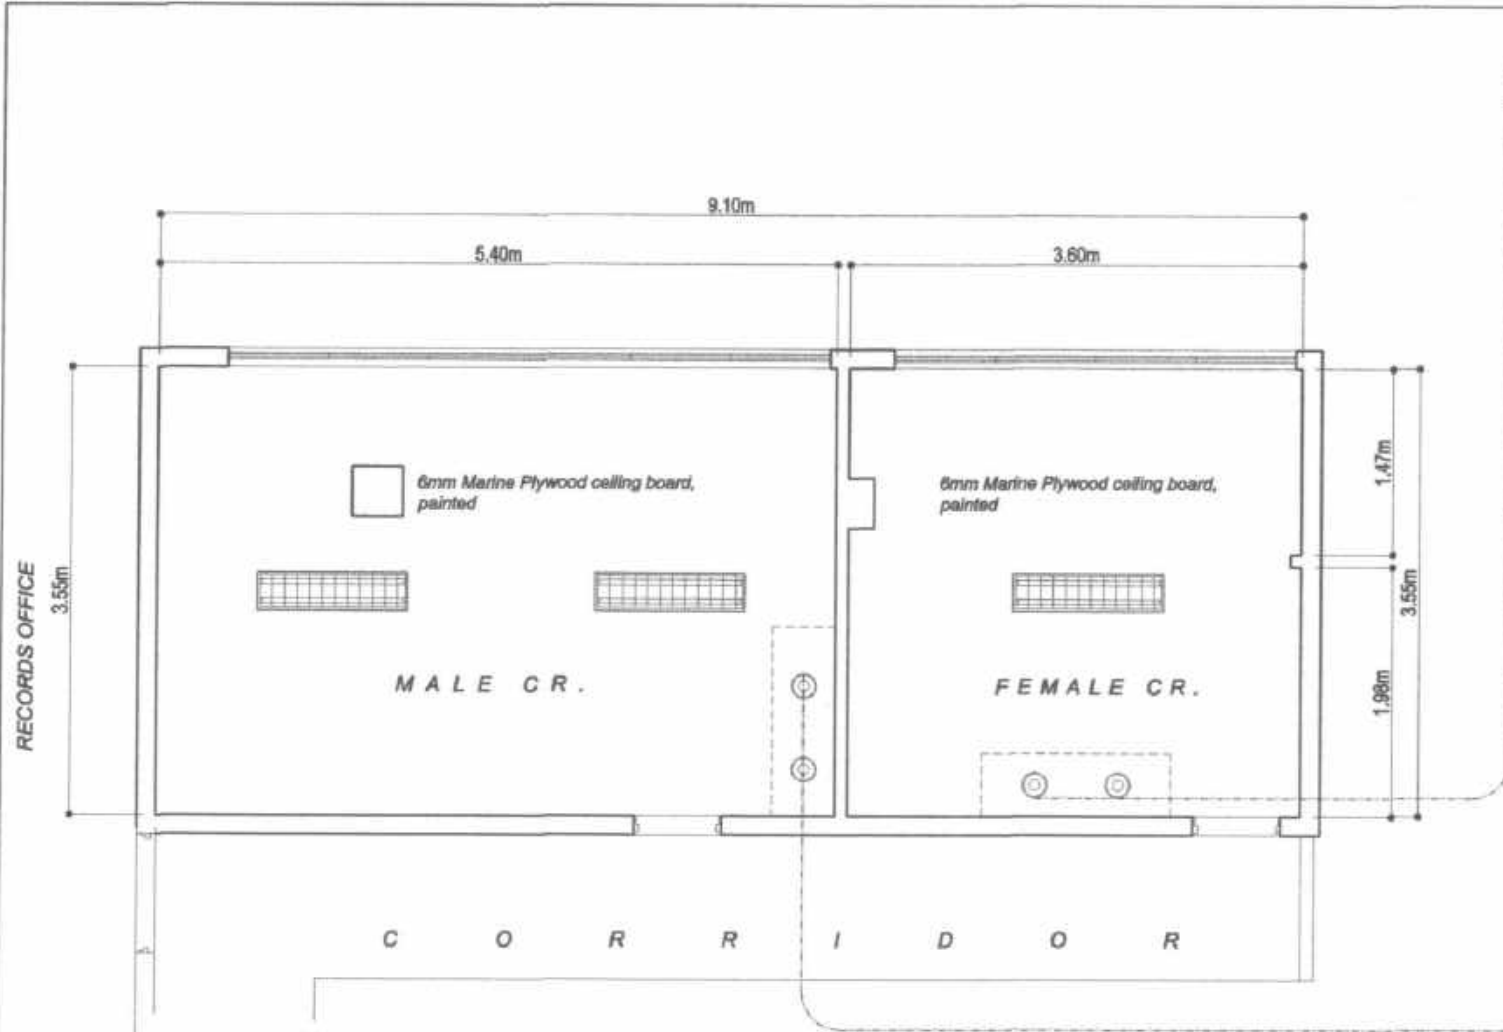 9.10m
5.40m
3.60m
6mm Marine Plywood ceiling board,
painted
6mm Marine Plywood ceiling board,
painted
1.47m
RECORDS OFFICE
3.55m
3.55m
MALE CR.
FEMALE CR.
1.98m
CORRIDOR